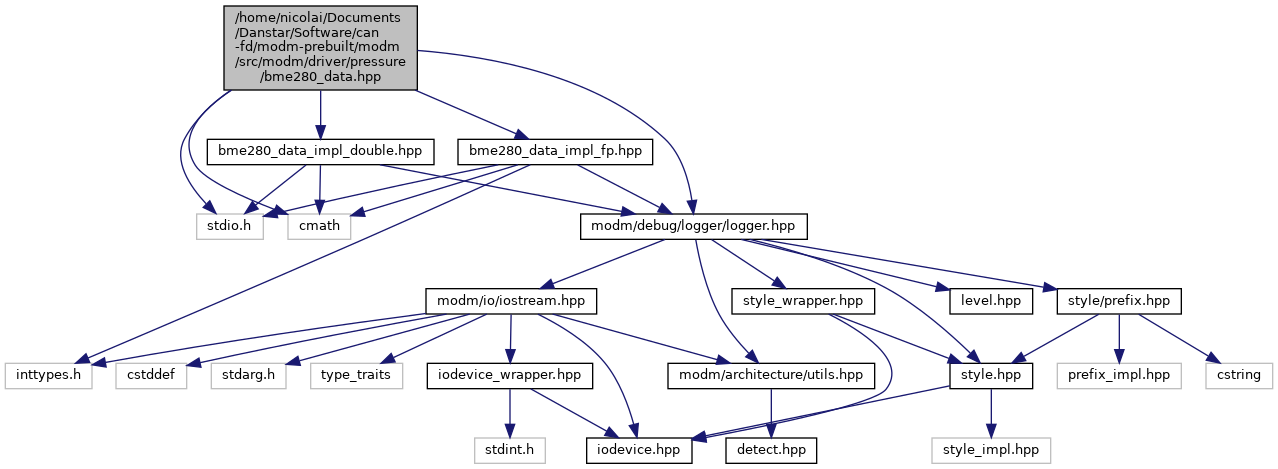 /home/nicolai/Documents
/Danstar/Software/can
-fd/modm-prebuilt/modm
/src/modm/driver/pressure
/bme280_data.hpp
bme280_data_impl_double.hpp
bme280_data_impl_fp.hpp
stdio.h
cmath
modm/debug/logger/logger.hpp
modm/io/iostream.hpp
style_wrapper.hpp
level.hpp
style/prefix.hpp
inttypes.h
cstddef
stdarg.h
type_traits
iodevice_wrapper.hpp
modm/architecture/utils.hpp
style.hpp
prefix_impl.hpp
cstring
stdint.h
iodevice.hpp
detect.hpp
style_impl.hpp